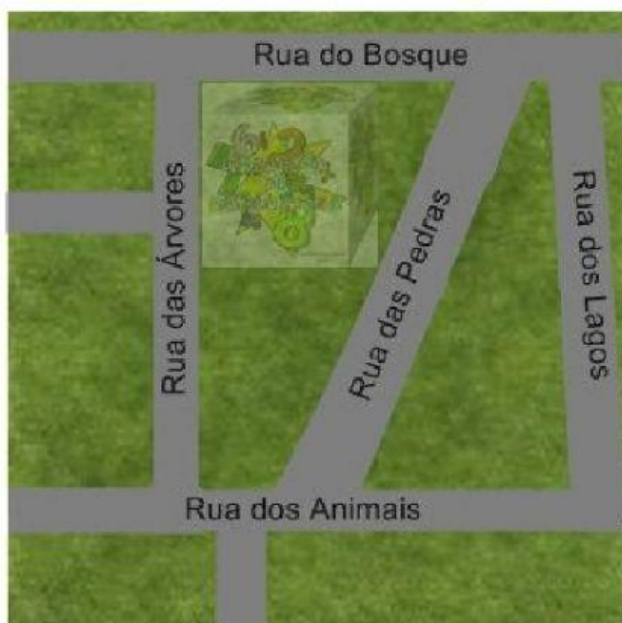 Rua do Bosque
Rua das Árvores
Rua das Pedras
Rua dos Lagos
Rua dos Animais